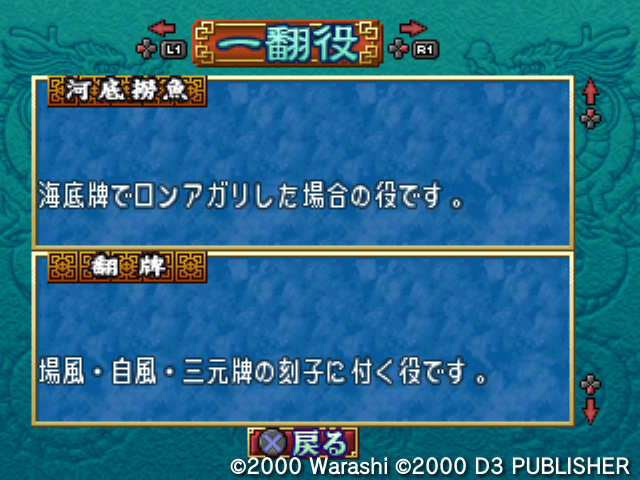 L1 一翻役 R1
河底撈魚
海底牌でロンアガリした場合の役です。
翻牌
場風・自風・三元牌の刻子に付く役です。
戻る
©2000 Warashi ©2000 D3 PUBLISHER